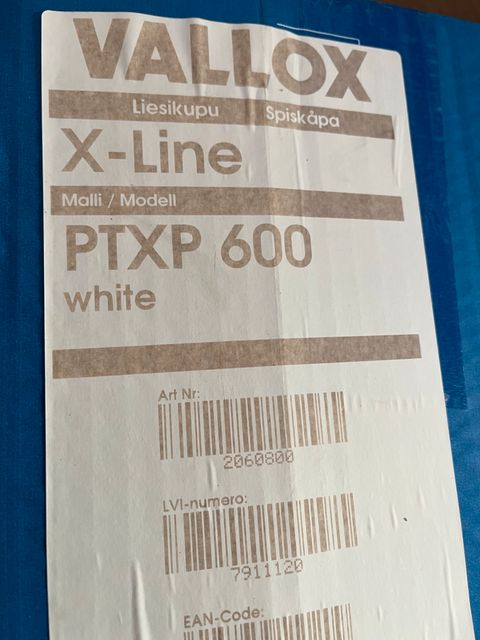 VALLOX
Liesikupu Spiskåpa
X-Line
Malli / Modell
PTXP 600
white
Art Nr:
2060800
LVI-numero:
7911120
EAN-Code: